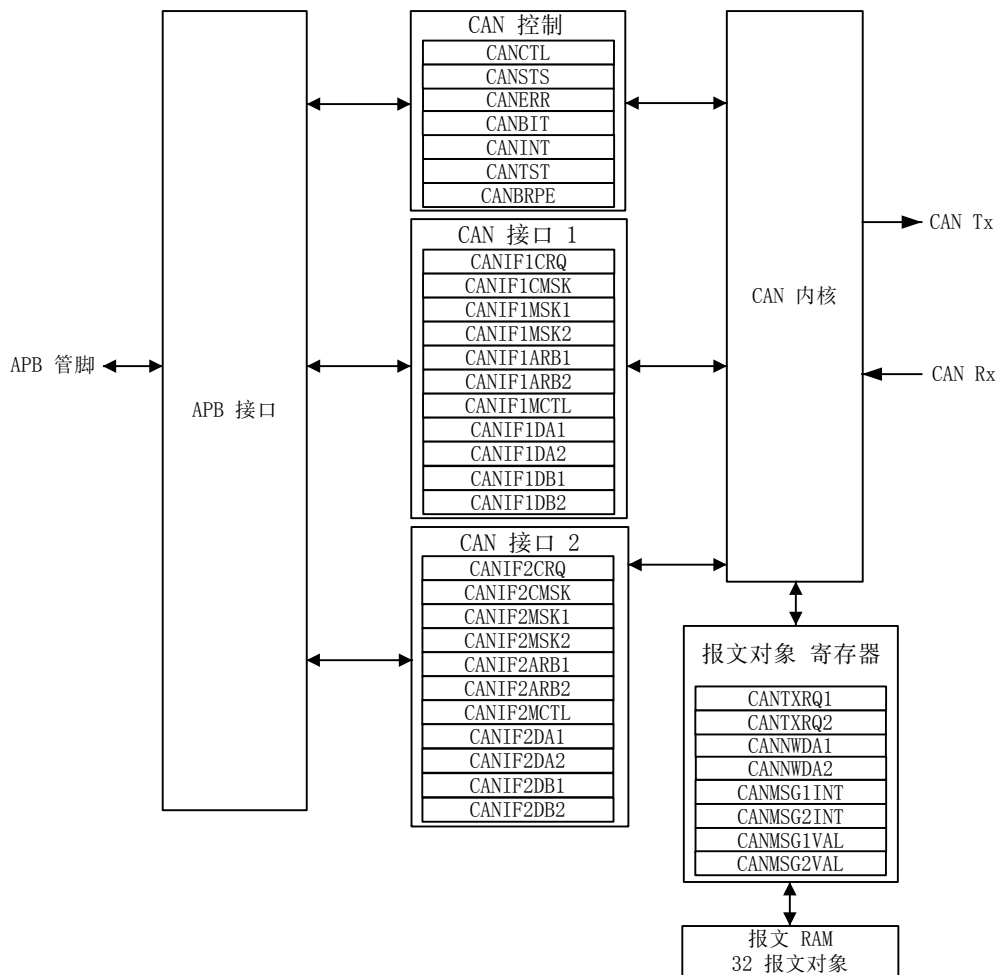 CAN 控制
CANCTL
CANSTS
CANERR
CANBIT
CANINT
CANTST
CANBRPE
CAN 接口 1
CANIF1CRQ
CANIF1CMSK
CANIF1MSK1
CANIF1MSK2
CANIF1ARB1
CANIF1ARB2
CANIF1MCTL
CANIF1DA1
CANIF1DA2
CANIF1DB1
CANIF1DB2
CAN 接口 2
CANIF2CRQ
CANIF2CMSK
CANIF2MSK1
CANIF2MSK2
CANIF2ARB1
CANIF2ARB2
CANIF2MCTL
CANIF2DA1
CANIF2DA2
CANIF2DB1
CANIF2DB2
APB 管脚
APB 接口
CAN 内核
CAN Tx
CAN Rx
报文对象 寄存器
CANTXRQ1
CANTXRQ2
CANNWDA1
CANNWDA2
CANMSG1INT
CANMSG2INT
CANMSG1VAL
CANMSG2VAL
报文 RAM
32 报文对象